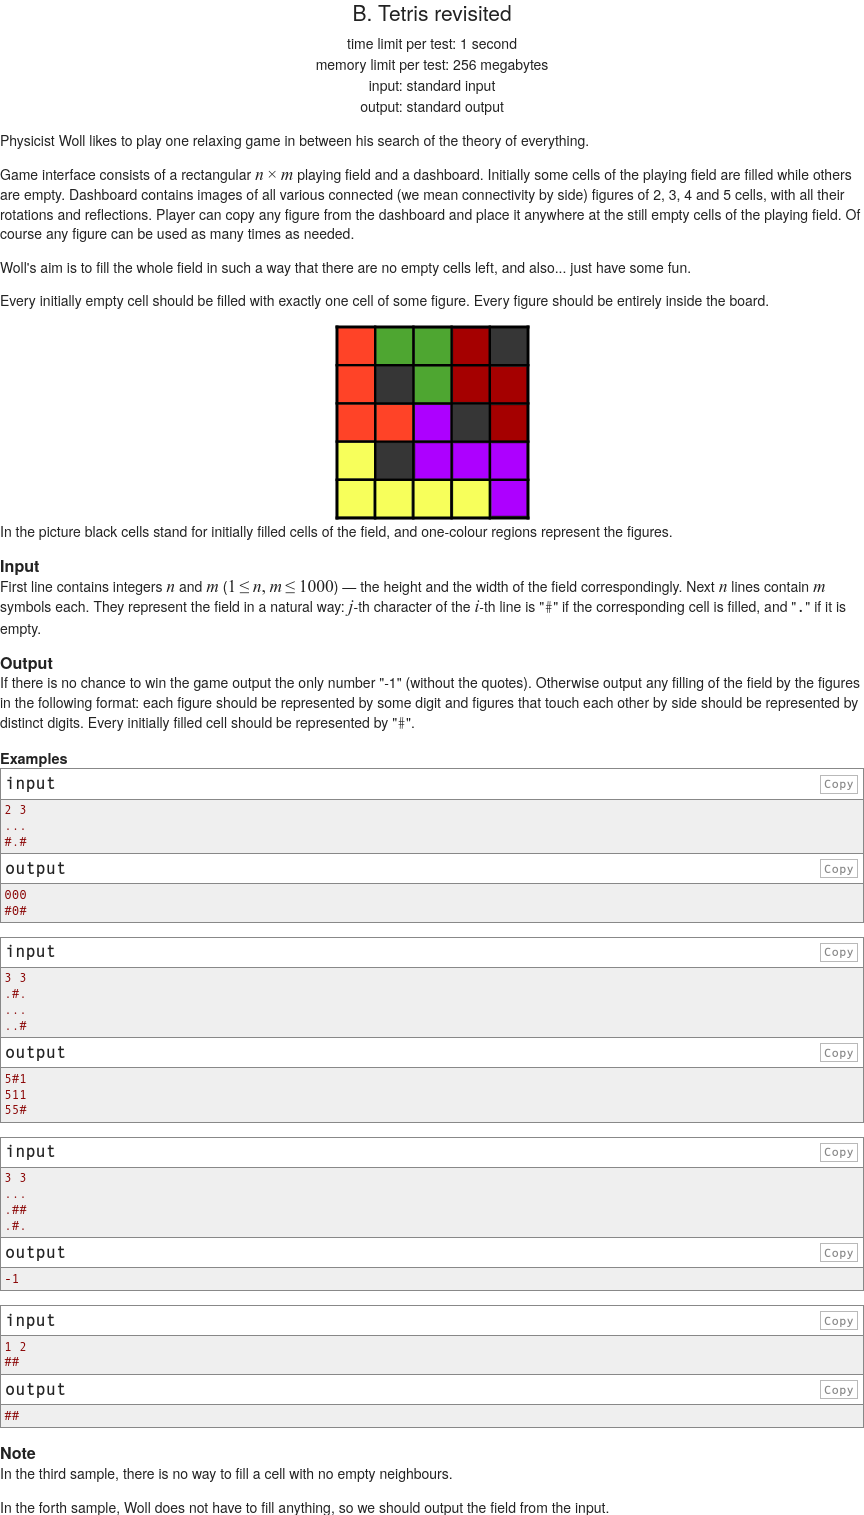 B. Tetris revisited
time limit per test: 1 second
memory limit per test: 256 megabytes
input: standard input
output: standard output
Physicist Woll likes to play one relaxing game in between his search of the theory of everything.
Game interface consists of a rectangular n × m playing field and a dashboard. Initially some cells of the playing field are filled while others
are empty. Dashboard contains images of all various connected (we mean connectivity by side) figures of 2, 3, 4 and 5 cells, with all their
rotations and reflections. Player can copy any figure from the dashboard and place it anywhere at the still empty cells of the playing field. Of
course any figure can be used as many times as needed.
Woll's aim is to fill the whole field in such a way that there are no empty cells left, and also... just have some fun.
Every initially empty cell should be filled with exactly one cell of some figure. Every figure should be entirely inside the board.
In the picture black cells stand for initially filled cells of the field, and one-colour regions represent the figures.
Input
First line contains integers n and m (1 ≤ n, m ≤ 1000) — the height and the width of the field correspondingly. Next n lines contain m
symbols each. They represent the field in a natural way: j-th character of the i-th line is "#" if the corresponding cell is filled, and "." if it is
empty.
Output
If there is no chance to win the game output the only number "-1" (without the quotes). Otherwise output any filling of the field by the figures
in the following format: each figure should be represented by some digit and figures that touch each other by side should be represented by
distinct digits. Every initially filled cell should be represented by "#".
Examples
input Copy
2 3
...
#.#
output Copy
000
#0#
input Copy
3 3
.#.
...
..#
output Copy
5#1
511
55#
input Copy
3 3
...
.##
.#.
output Copy
-1
input Copy
1 2
##
output Copy
##
Note
In the third sample, there is no way to fill a cell with no empty neighbours.
In the forth sample, Woll does not have to fill anything, so we should output the field from the input.